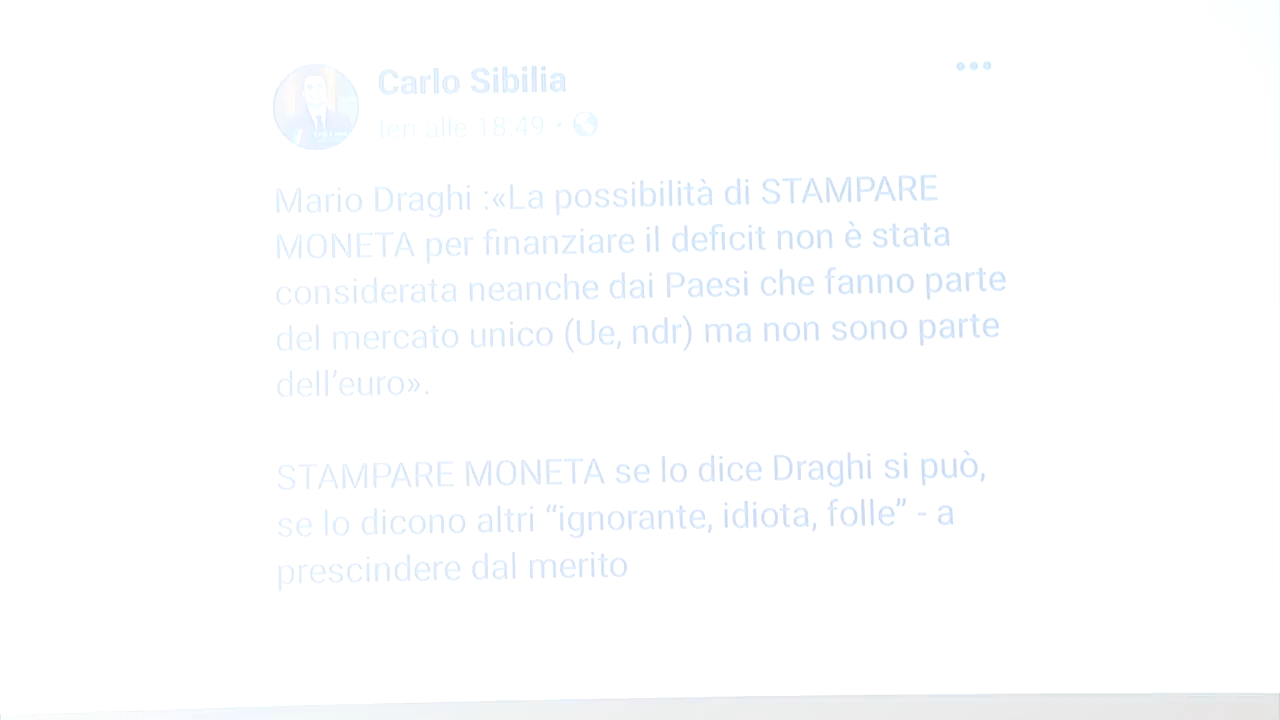 Carlo Sibilia
Ieri alle 18:49 ·
Mario Draghi :«La possibilità di STAMPARE
MONETA per finanziare il deficit non è stata
considerata neanche dai Paesi che fanno parte
del mercato unico (Ue, ndr) ma non sono parte
dell’euro».
STAMPARE MONETA se lo dice Draghi si può,
se lo dicono altri “ignorante, idiota, folle” - a
prescindere dal merito